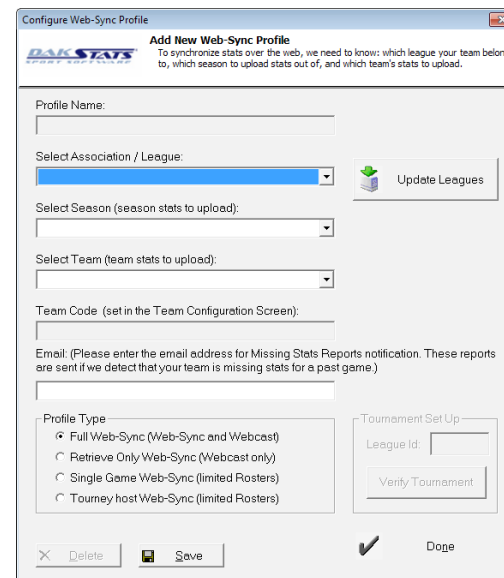 Configure Web-Sync Profile
DAKSTATS
SPORT SOFTWARE
Add New Web-Sync Profile
To synchronize stats over the web, we need to know: which league your team belon
to, which season to upload stats out of, and which team's stats to upload.
Profile Name:
Select Association / League:
Update Leagues
Select Season (season stats to upload):
Select Team (team stats to upload):
Team Code (set in the Team Configuration Screen):
Email: (Please enter the email address for Missing Stats Reports notification. These reports
are sent if we detect that your team is missing stats for a past game.)
Profile Type
Full Web-Sync (Web-Sync and Webcast)
Retrieve Only Web-Sync (Webcast only)
Single Game Web-Sync (limited Rosters)
Tourney host Web-Sync (limited Rosters)
Tournament Set Up
League Id:
Verify Tournament
Delete
Save
Done